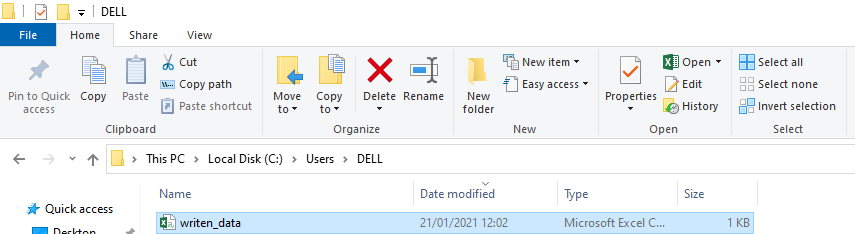 DELL
File Home Share View
Pin to Quick access
Copy
Paste
Cut
Copy path
Paste shortcut
Clipboard
Move to
Copy to
Delete
Rename
Organize
New folder
New item
Easy access
New
Properties
Open
Edit
History
Open
Select all
Select none
Invert selection
Select
This PC Local Disk (C:) Users DELL
Name Date modified Type Size
Quick access
writen_data 21/01/2021 12:02 Microsoft Excel C... 1 KB
Desktop